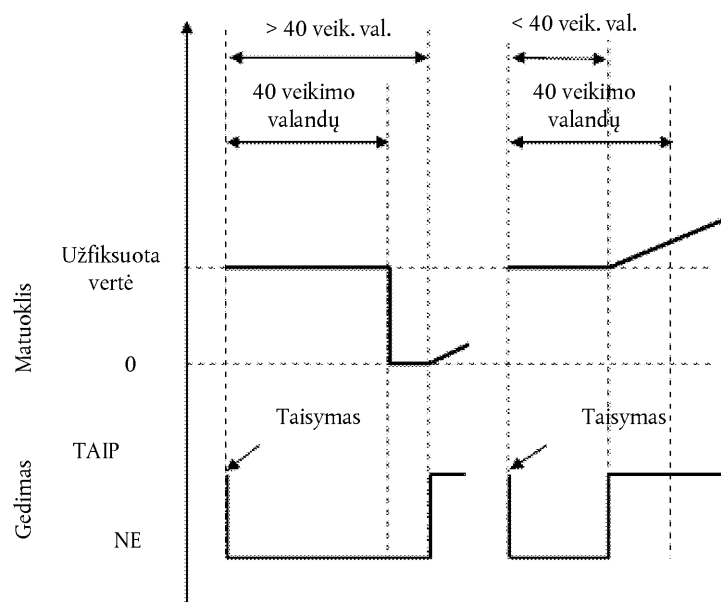 > 40 veik. val.
< 40 veik. val.
40 veikimo
valandų
40 veikimo
valandų
Užfiksuota
vertė
Matuoklis
0
Taisymas
Taisymas
TAIP
Gedimas
NE